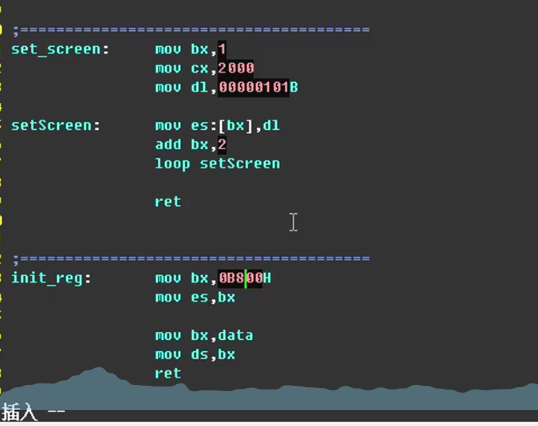 ;=====================================
set_screen: mov bx,1
mov cx,2000
mov dl,00000101B
setScreen: mov es:[bx],dl
add bx,2
loop setScreen
ret
;=====================================
init_reg: mov bx,0B800H
mov es,bx
mov bx,data
mov ds,bx
ret
插入 --